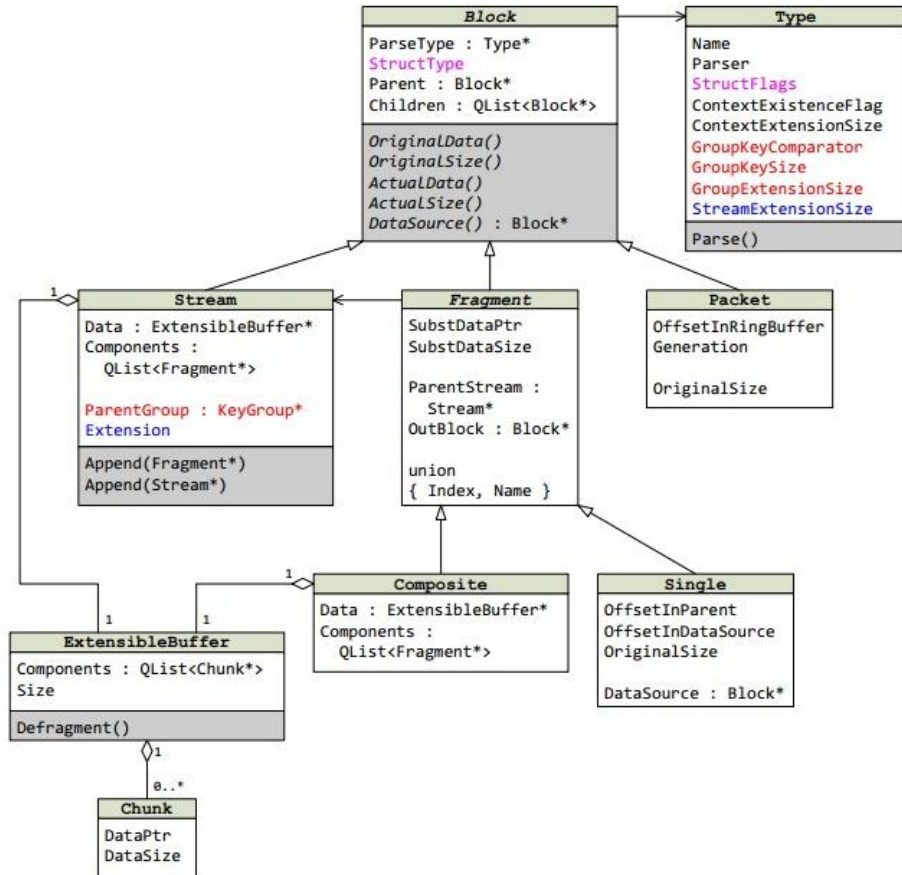 Block
ParseType : Type*
StructType
Parent : Block*
Children : QList<Block*>
OriginalData()
OriginalSize()
ActualData()
ActualSize()
DataSource() : Block*
Type
Name
Parser
StructFlags
ContextExistenceFlag
ContextExtensionSize
GroupKeyComparator
GroupKeySize
GroupExtensionSize
StreamExtensionSize
Parse()
1
Stream
Data : ExtensibleBuffer*
Components :
QList<Fragment*>
ParentGroup : KeyGroup*
Extension
Append(Fragment*)
Append(Stream*)
Fragment
SubstDataPtr
SubstDataSize
ParentStream :
Stream*
OutBlock : Block*
union
{ Index, Name }
Packet
OffsetInRingBuffer
Generation
OriginalSize
1
Composite
Data : ExtensibleBuffer*
Components :
QList<Fragment*>
Single
OffsetInParent
OffsetInDataSource
OriginalSize
DataSource : Block*
1
1
ExtensibleBuffer
Components : QList<Chunk*>
Size
Defragment()
1
0..*
Chunk
DataPtr
DataSize